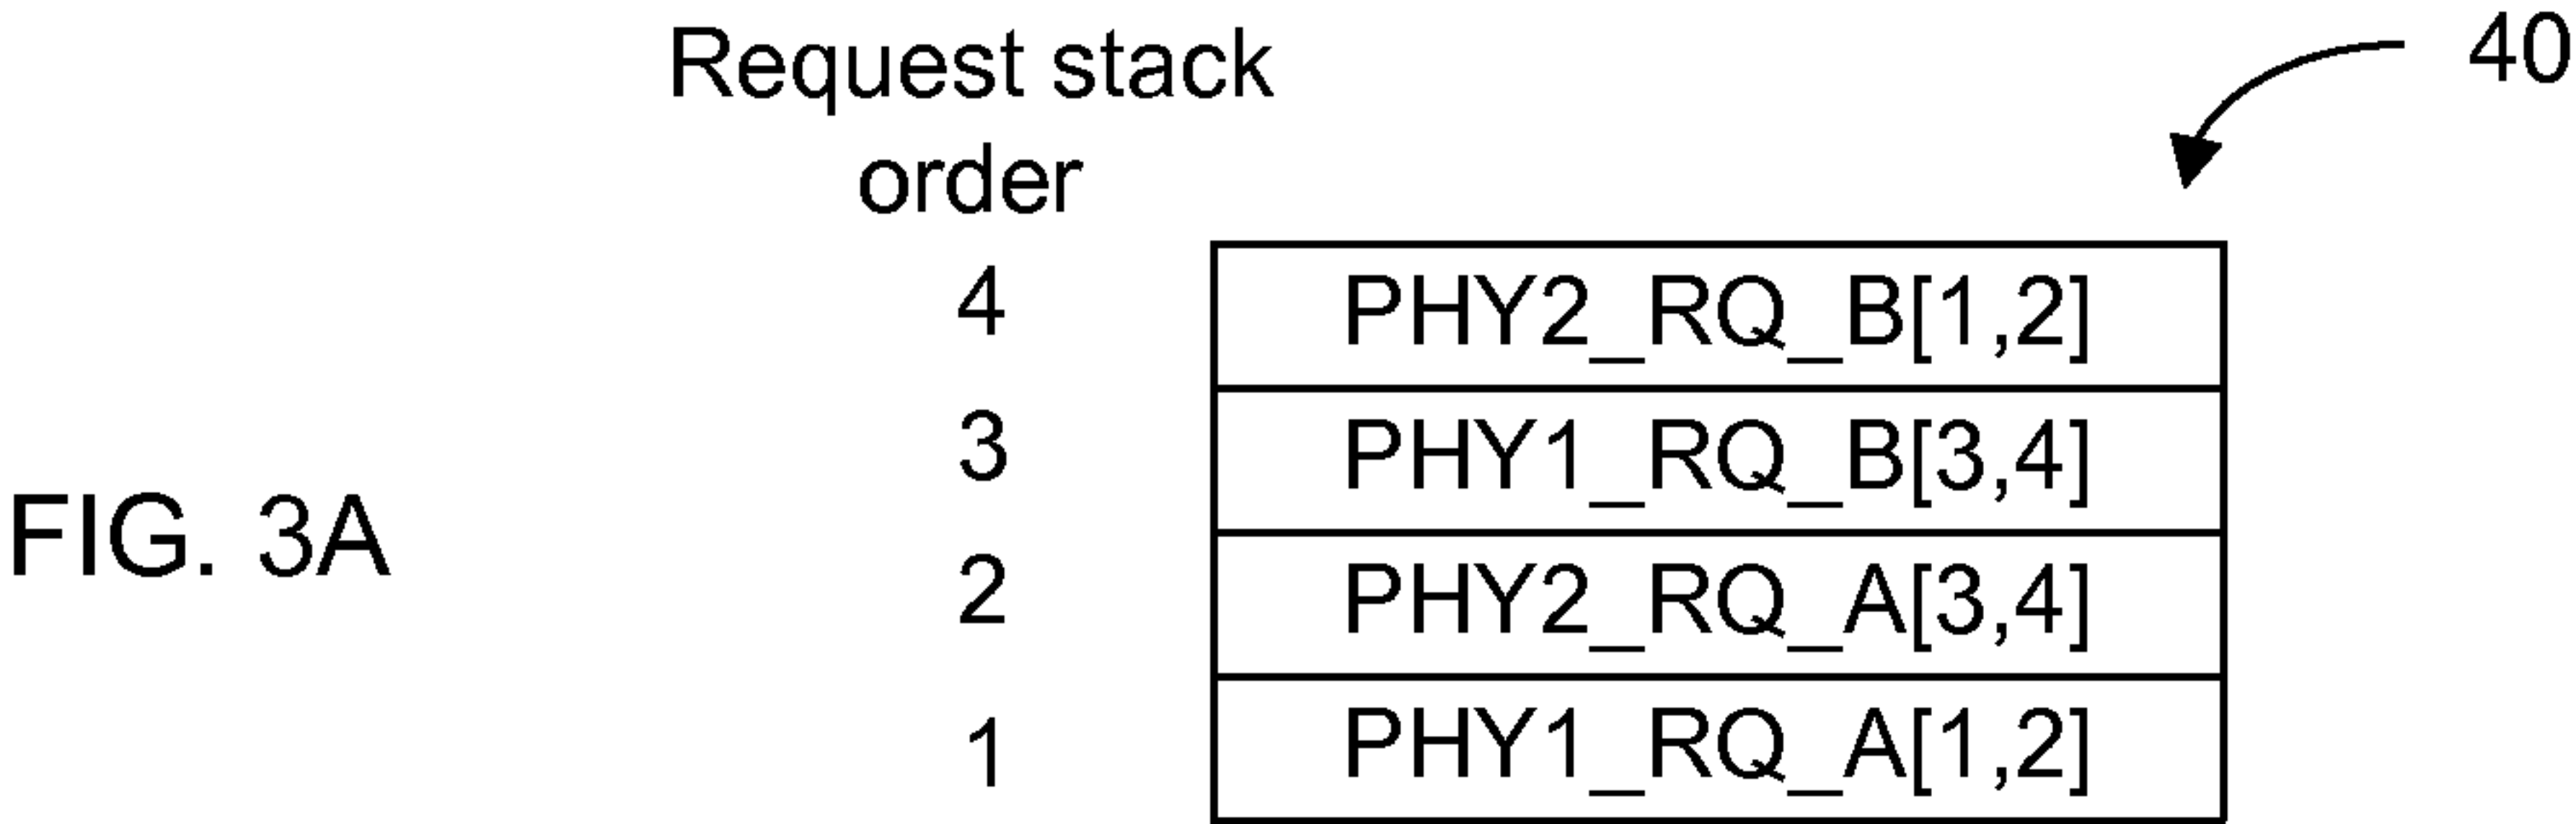 Request stack
order
40
4 PHY2_RQ_B[1,2]
3 PHY1_RQ_B[3,4]
2 PHY2_RQ_A[3,4]
1 PHY1_RQ_A[1,2]
FIG. 3A